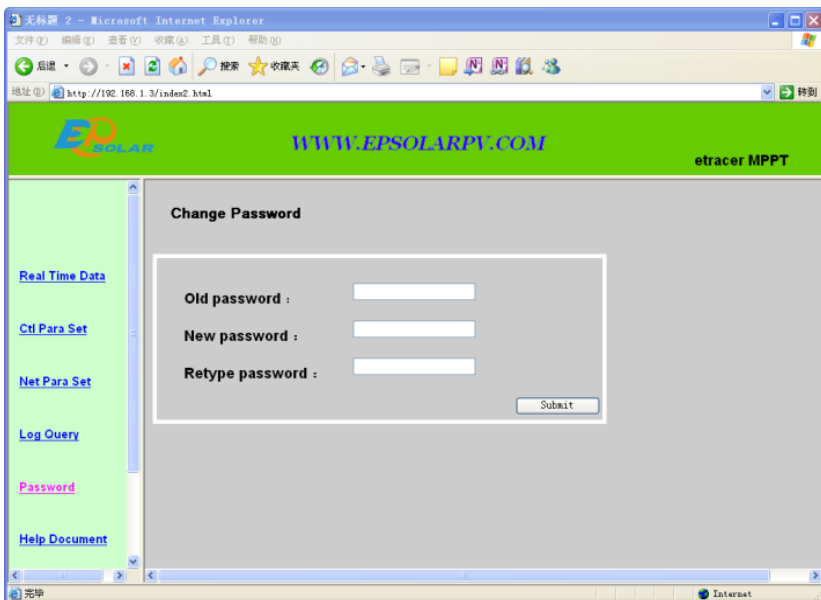 无标题 2 - Microsoft Internet Explorer
文件(F) 编辑(E) 查看(V) 收藏(A) 工具(T) 帮助(H)
后退 搜索 收藏夹
地址(D) http://192.168.1.3/index2.html 转到
EP SOLAR
WWW.EPSOLARPV.COM
etracer MPPT
Change Password
Real Time Data
Old password :
Ctl Para Set
New password :
Retype password :
Net Para Set
Submit
Log Query
Password
Help Document
完毕 Internet